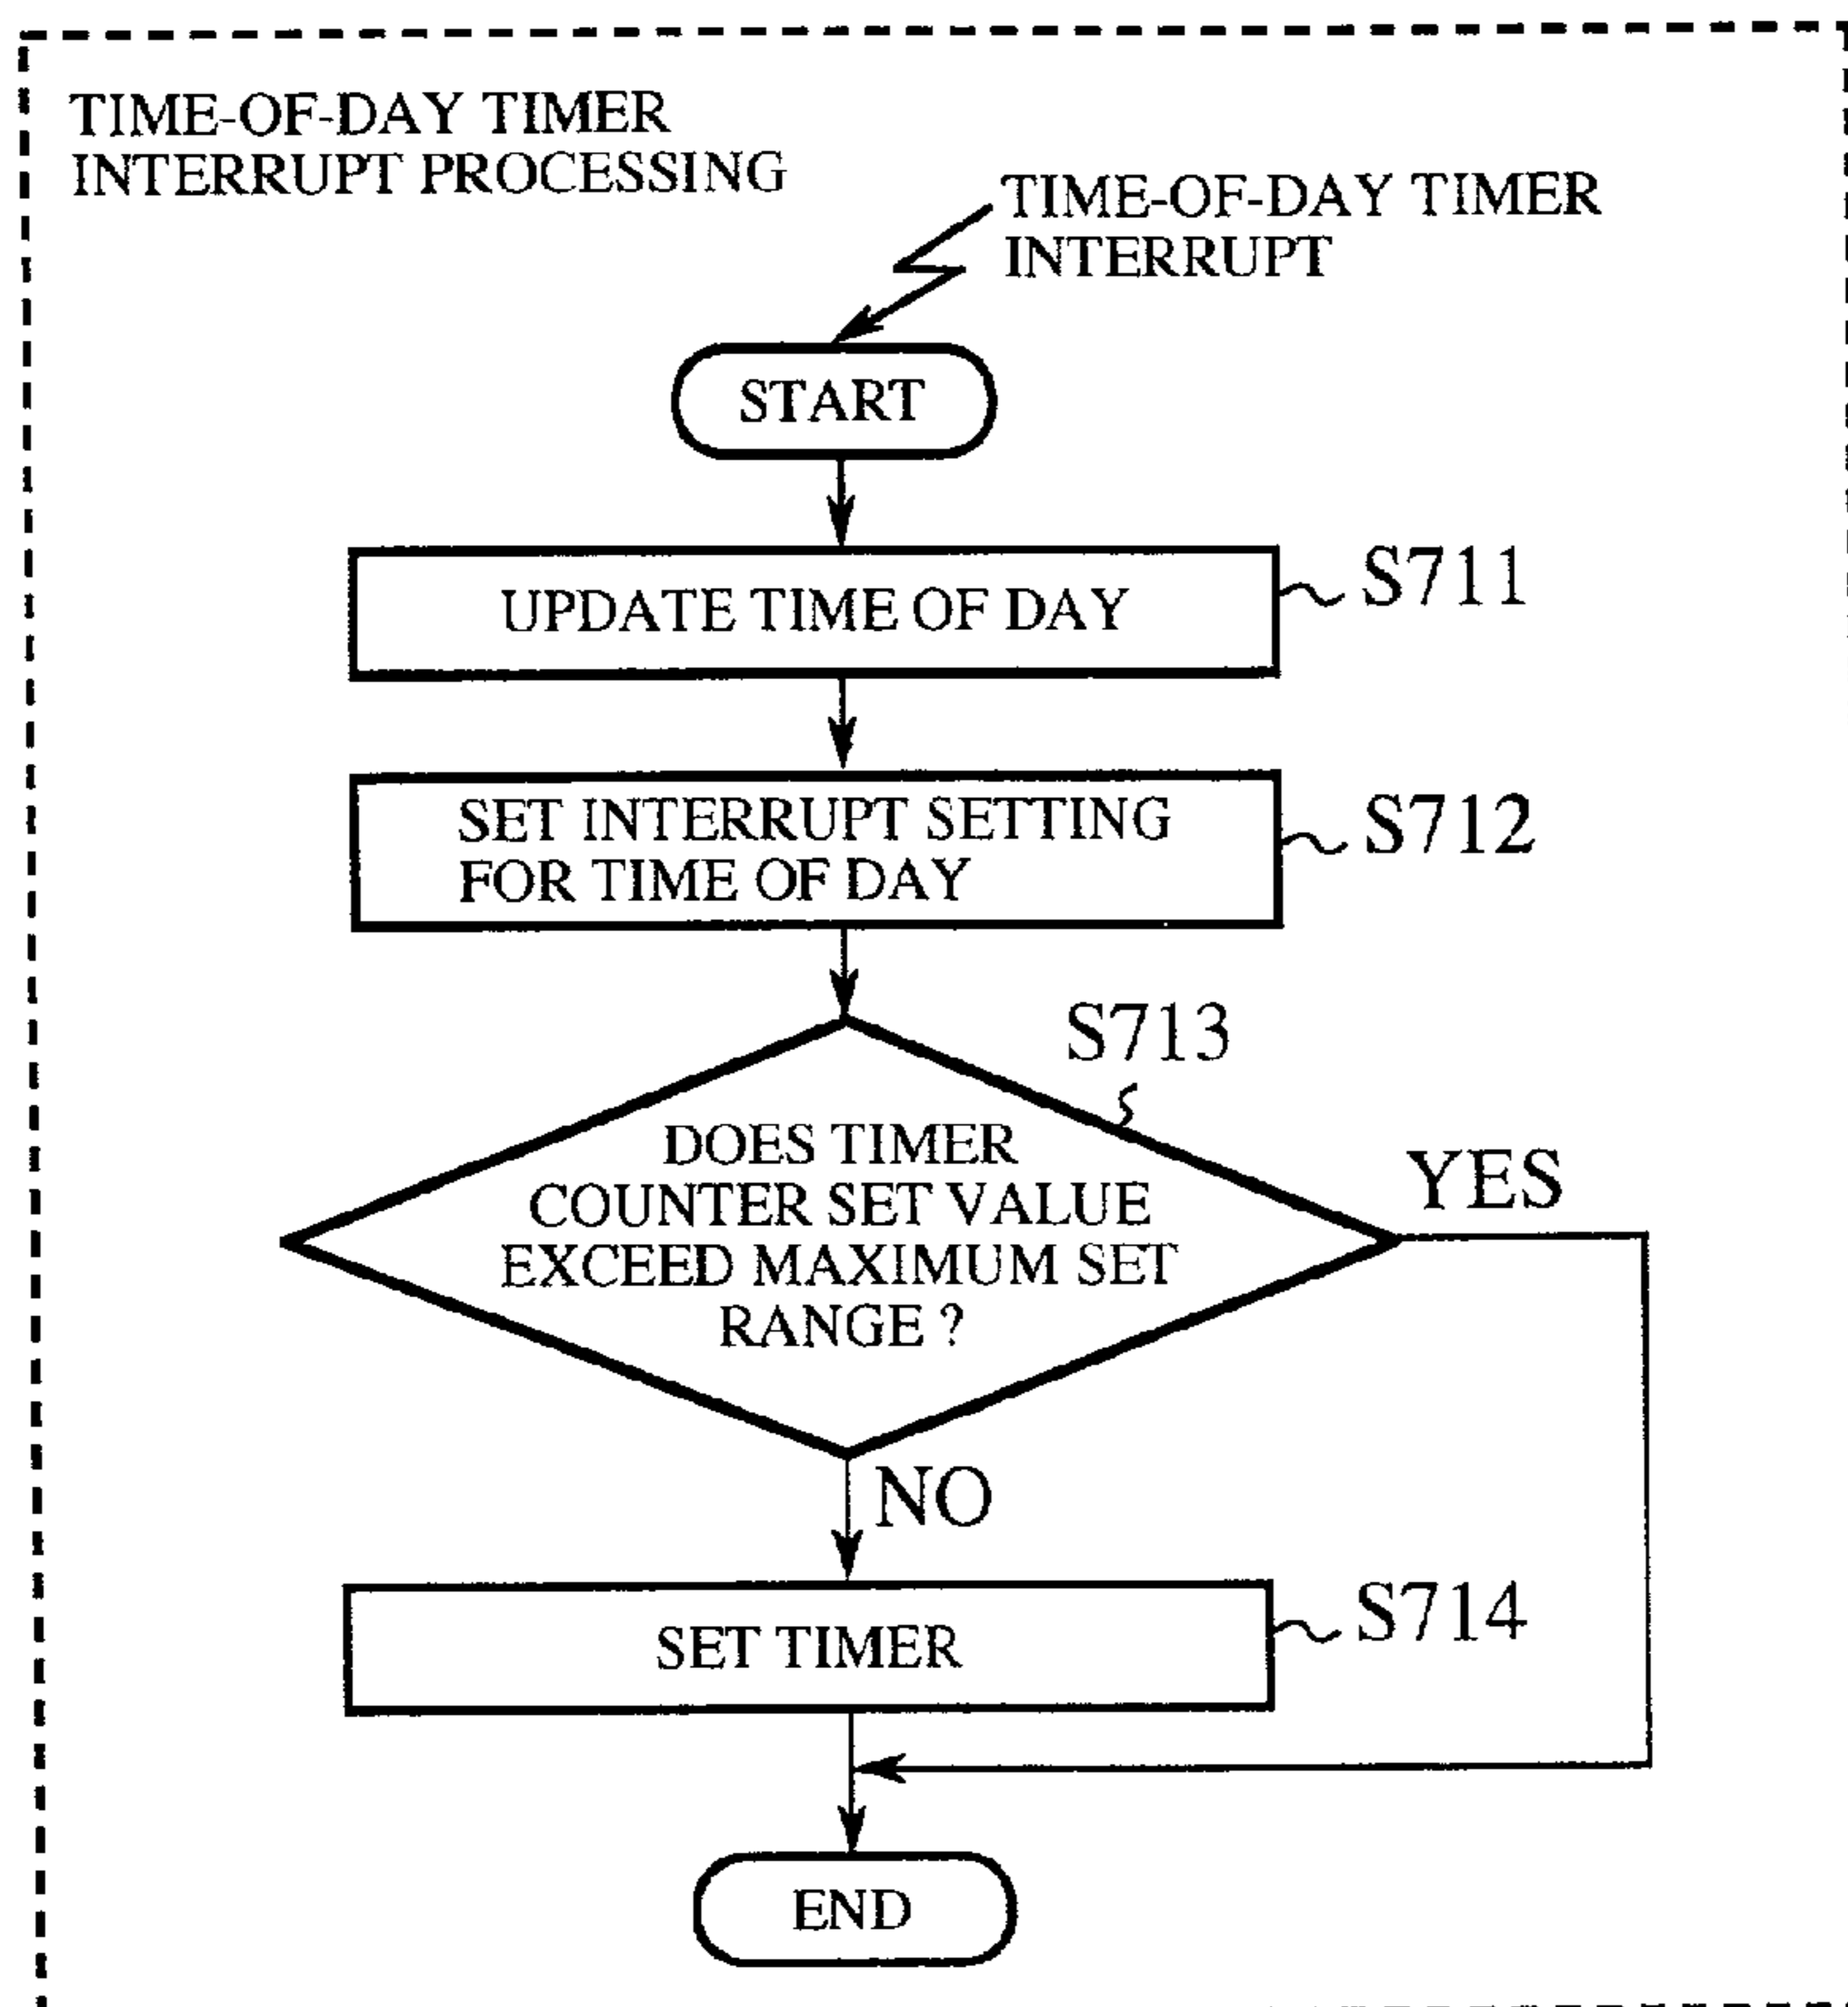 TIME-OF-DAY TIMER
INTERRUPT PROCESSING
TIME-OF-DAY TIMER
INTERRUPT
START
UPDATE TIME OF DAY
S711
SET INTERRUPT SETTING
FOR TIME OF DAY
S712
S713
DOES TIMER
COUNTER SET VALUE
EXCEED MAXIMUM SET
RANGE ?
YES
NO
SET TIMER
S714
END